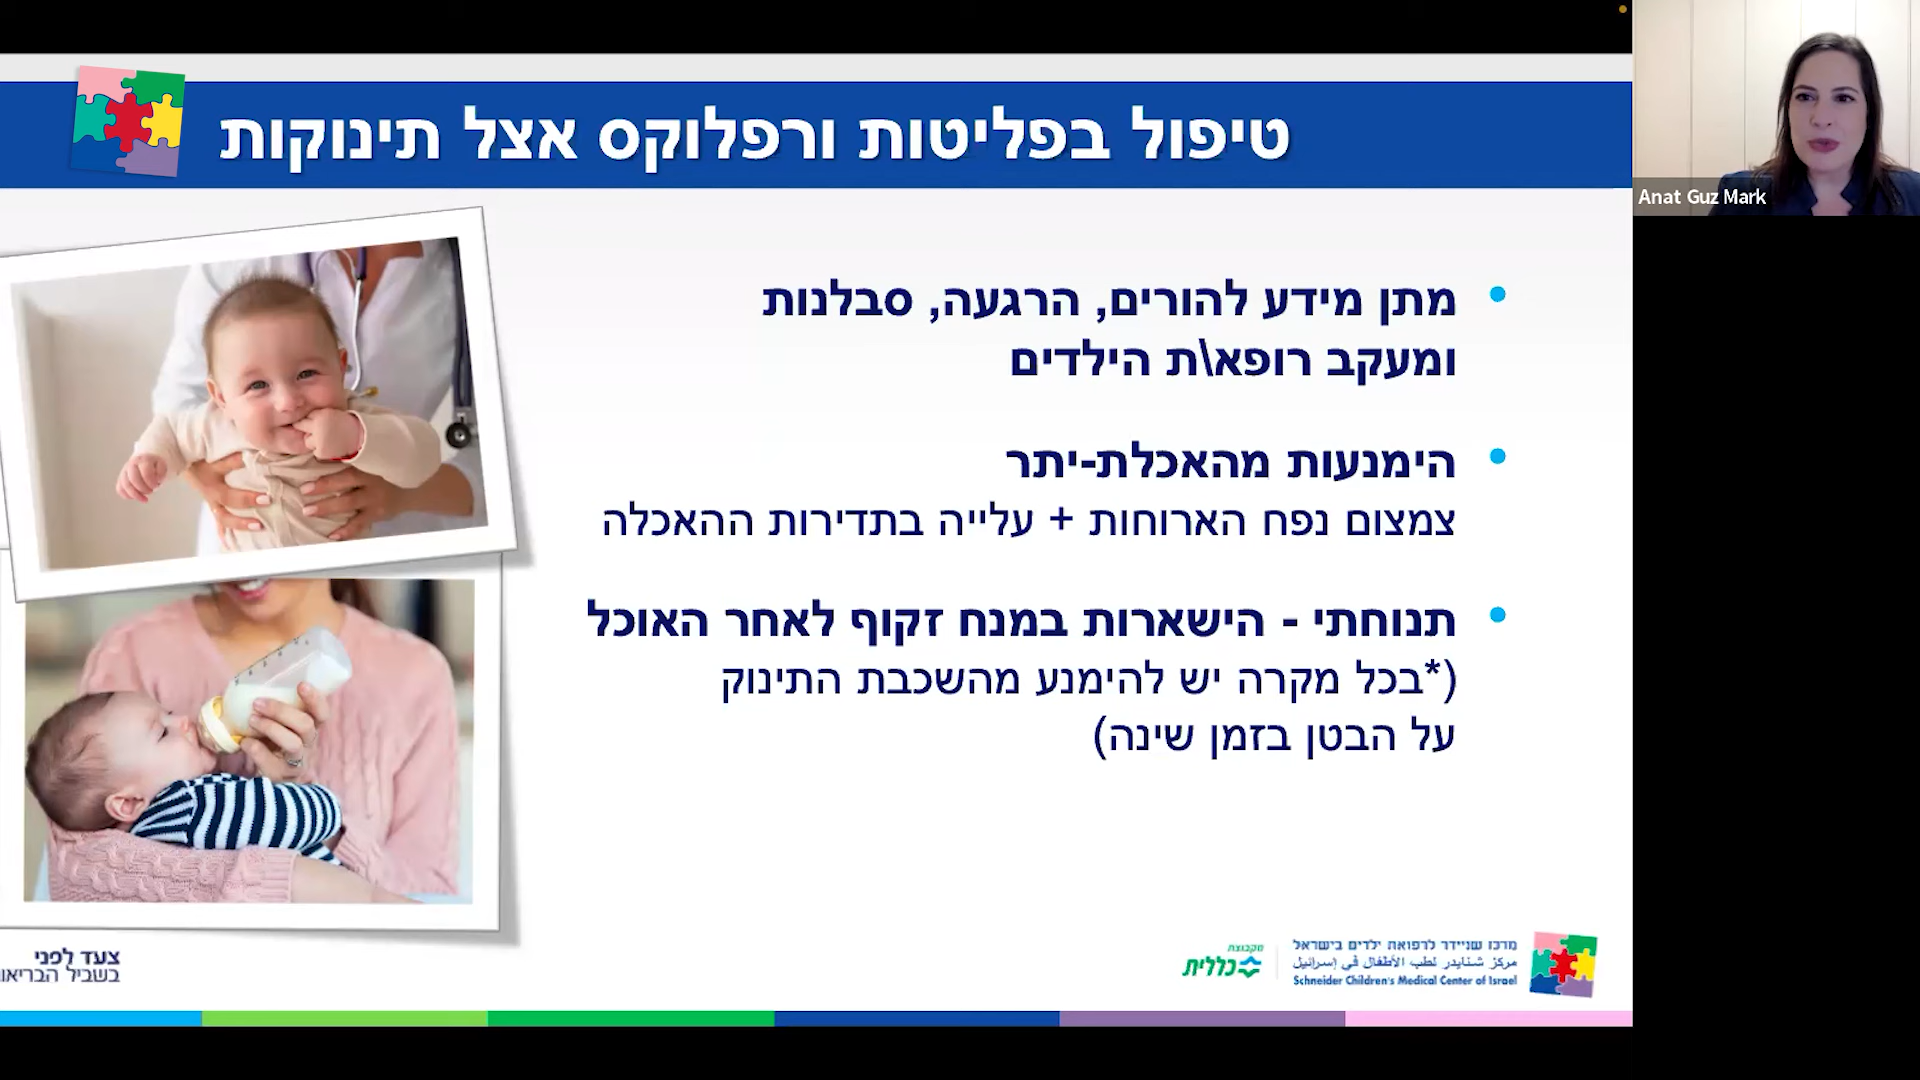 טיפול בפליטות ורפלוקס אצל תינוקות
Anat Guz Mark
• מתן מידע להורים, הרגעה, סבלנות
ומעקב רופא\ת הילדים
• הימנעות מהאכלת-יתר
צמצום נפח הארוחות + עלייה בתדירות ההאכלה
• תנוחתי - הישארות במנח זקוף לאחר האוכל
(*בכל מקרה יש להימנע מהשכבת התינוק
על הבטן בזמן שינה)
מרכז שניידר לרפואת ילדים בישראל
مركز شنايدر لطب الأطفال في إسرائيل
Schneider Children's Medical Center of Israel
מקבוצת
כללית
צעד לפני
בשביל הבריאו